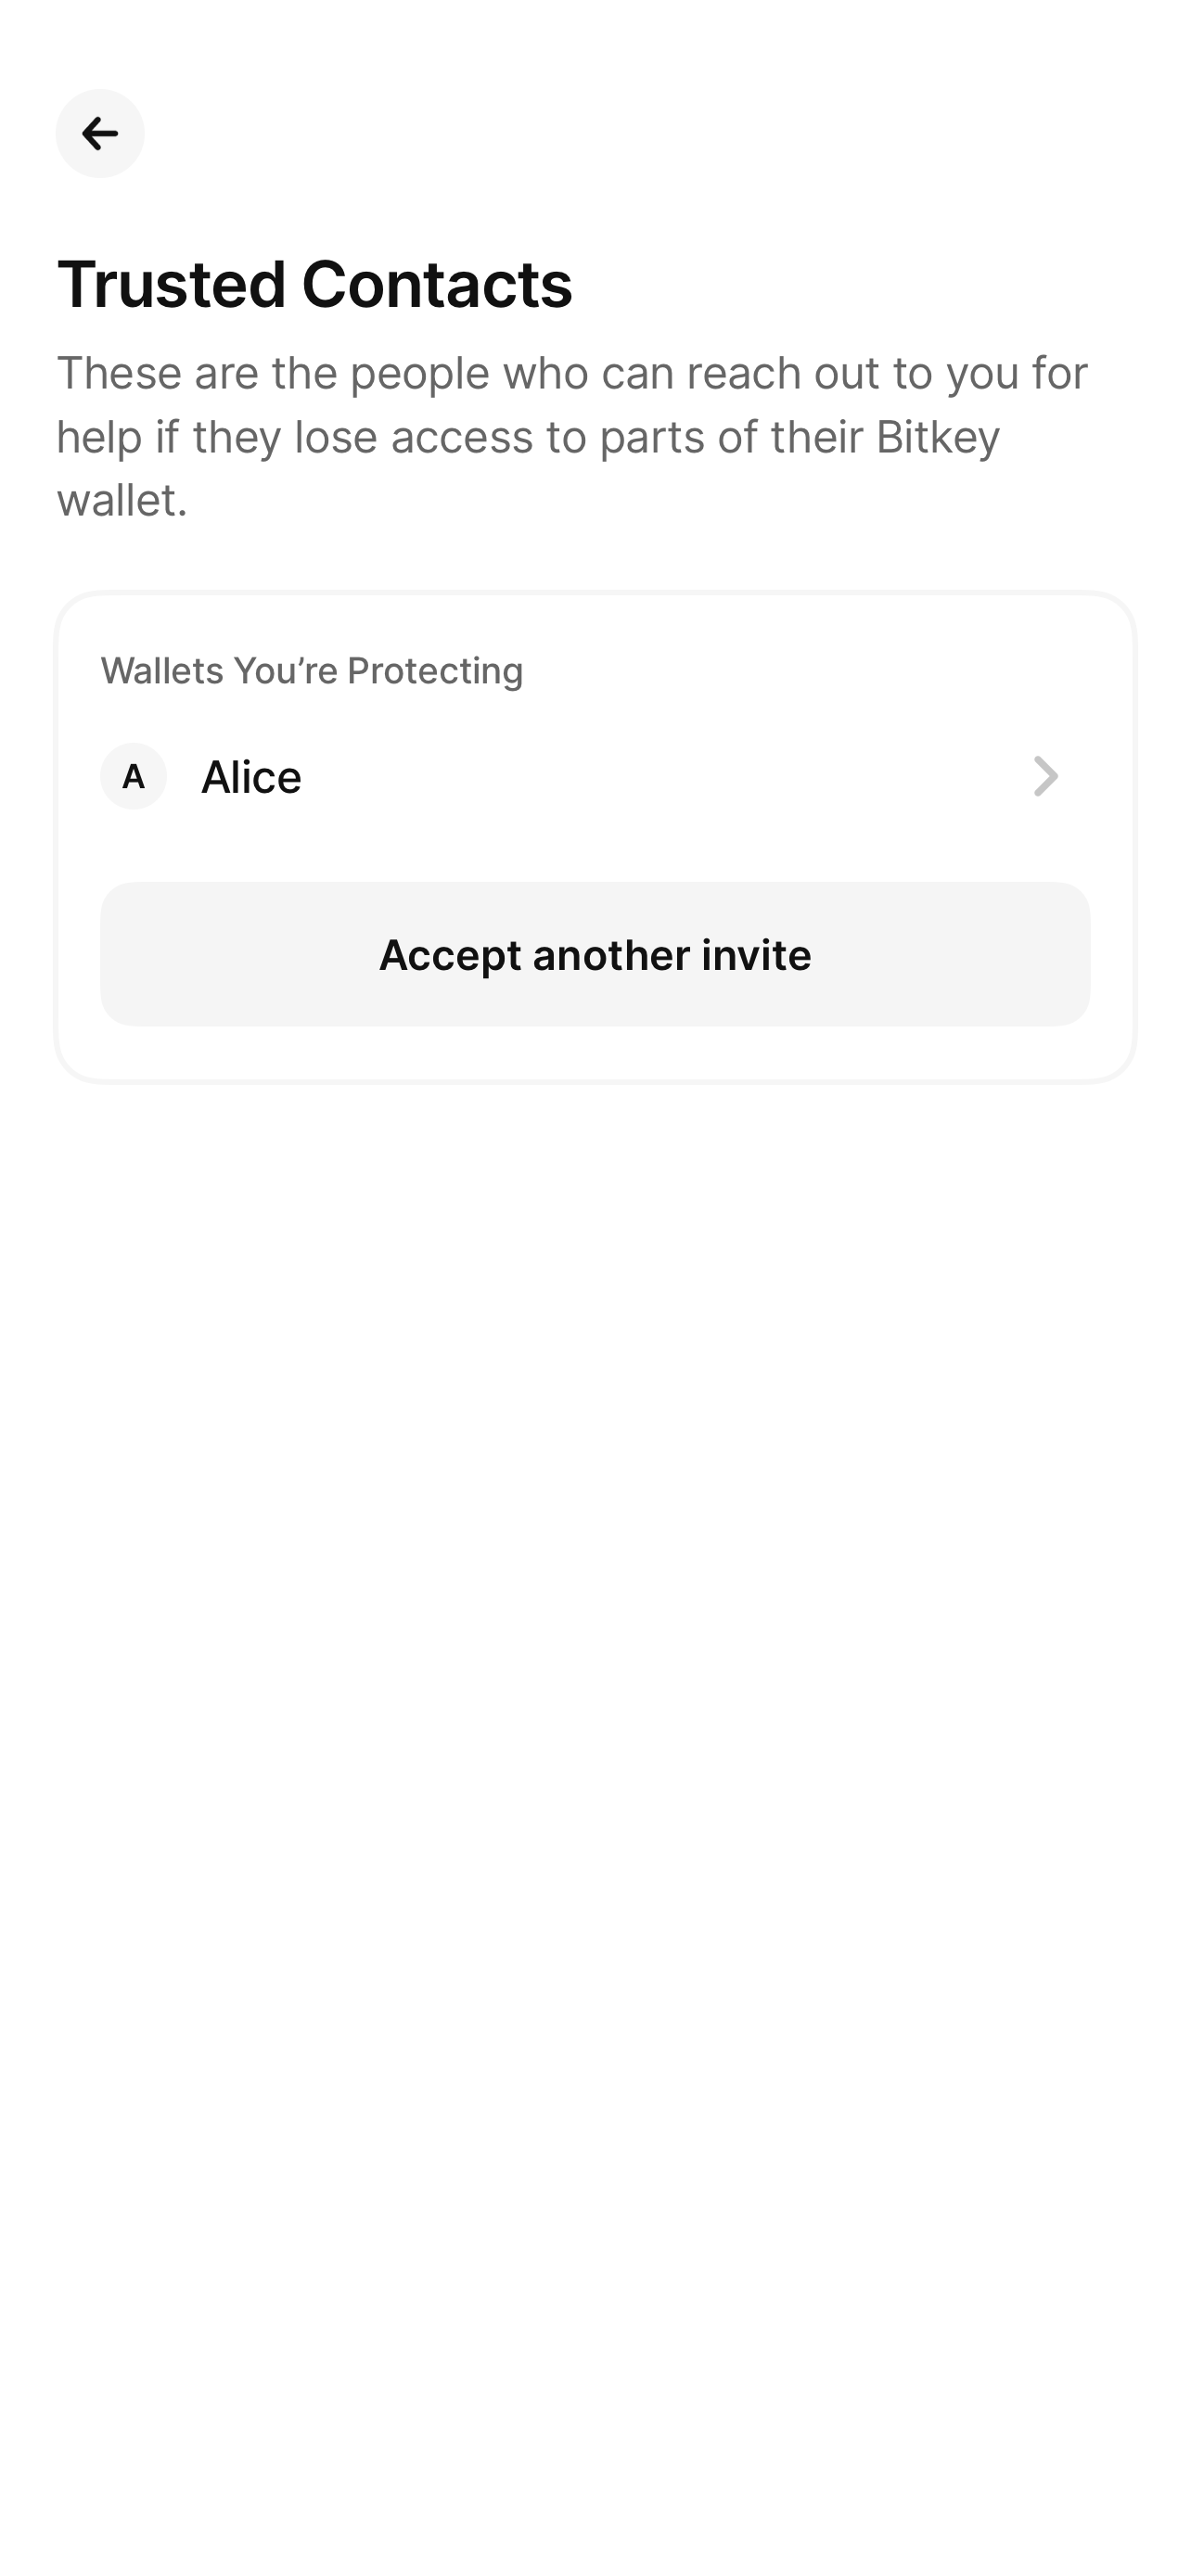 Trusted Contacts
These are the people who can reach out to you for
help if they lose access to parts of their Bitkey
wallet.
Wallets You’re Protecting
A Alice
Accept another invite